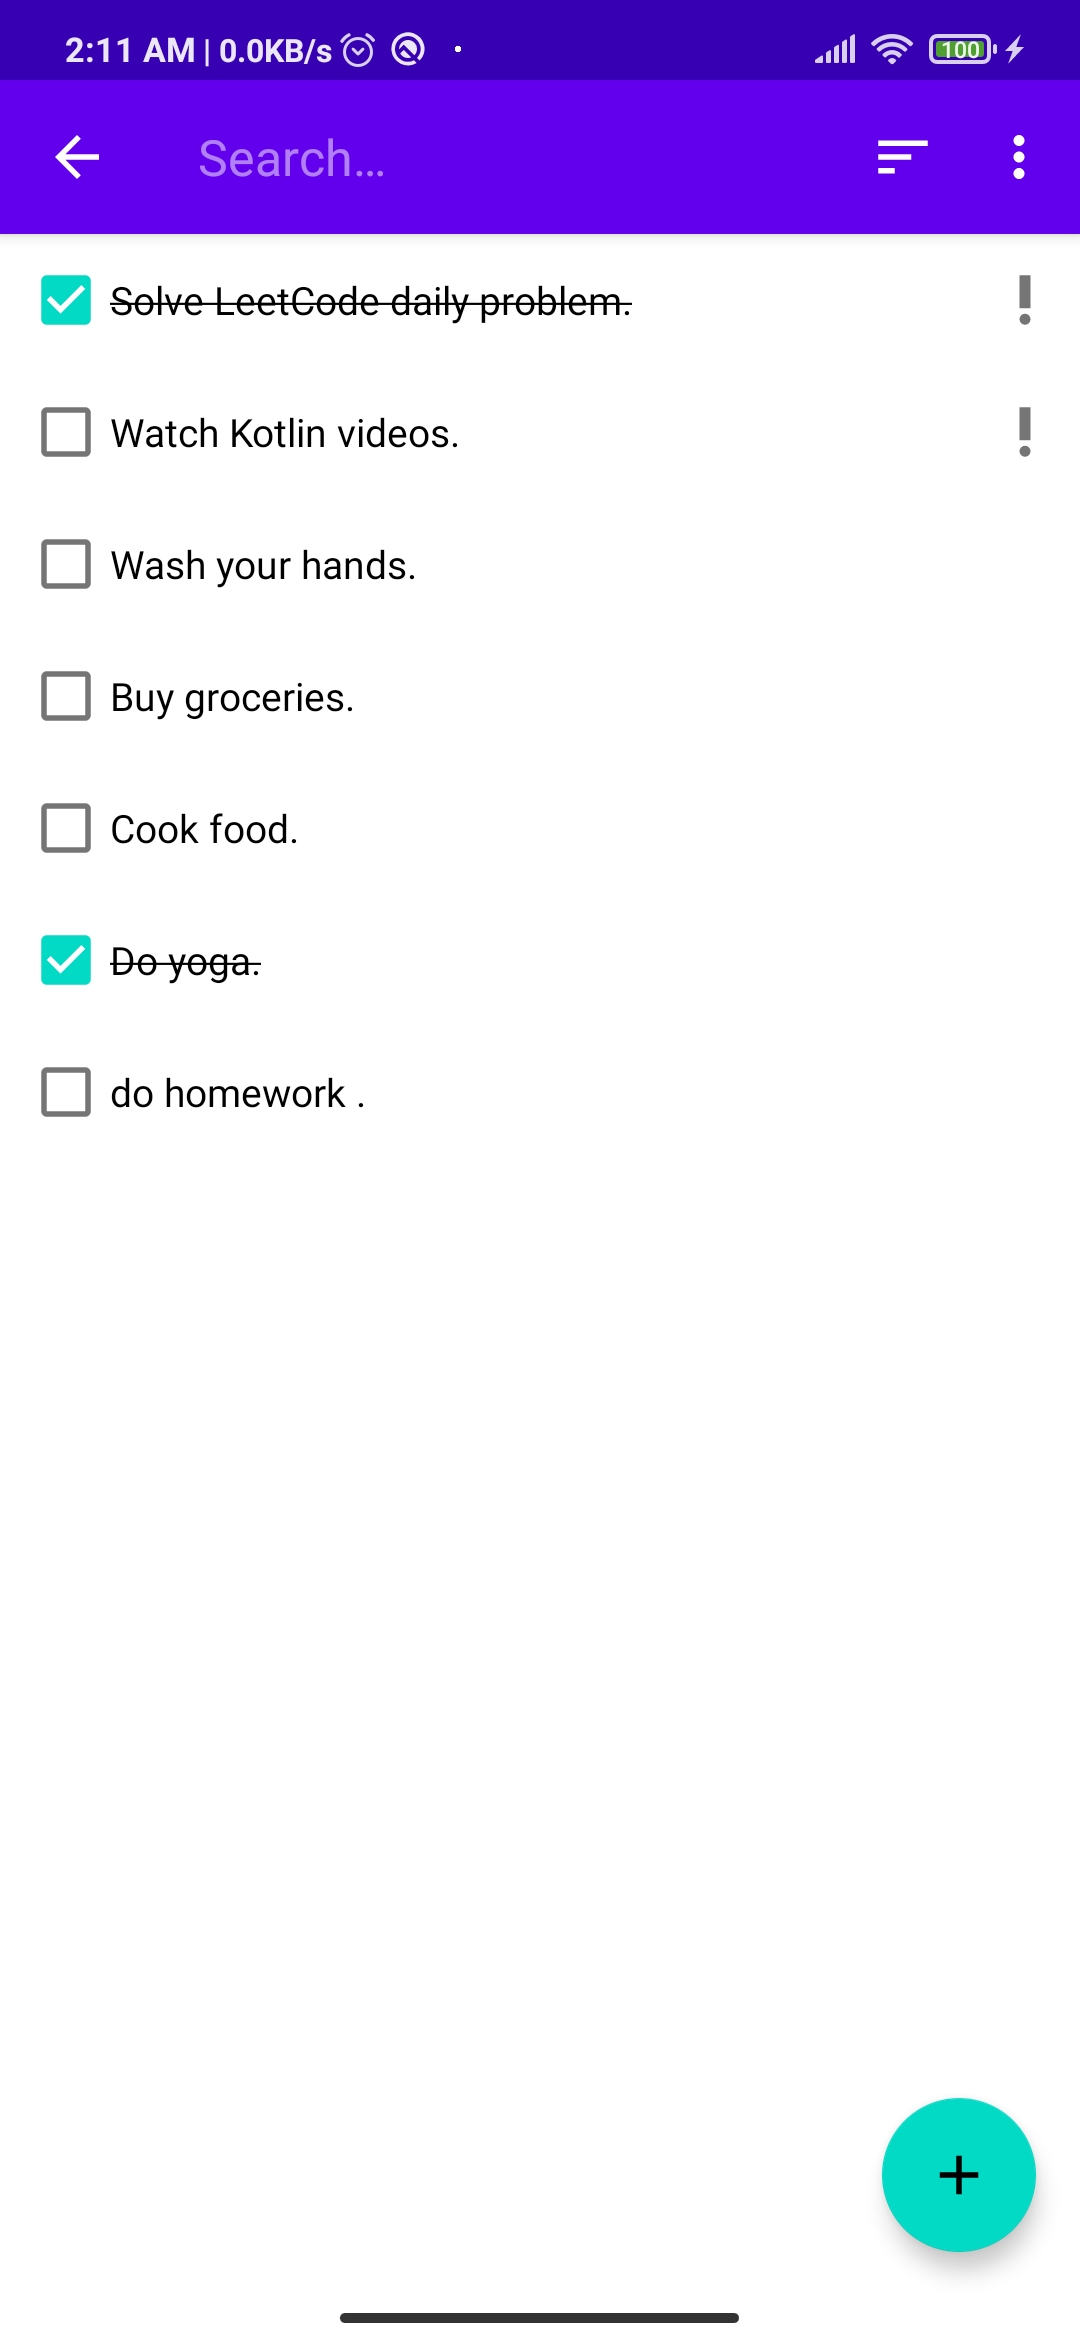 2:11 AM | 0.0KB/s
100
Search...
Solve LeetCode daily problem.
Watch Kotlin videos.
Wash your hands.
Buy groceries.
Cook food.
Do yoga.
do homework .